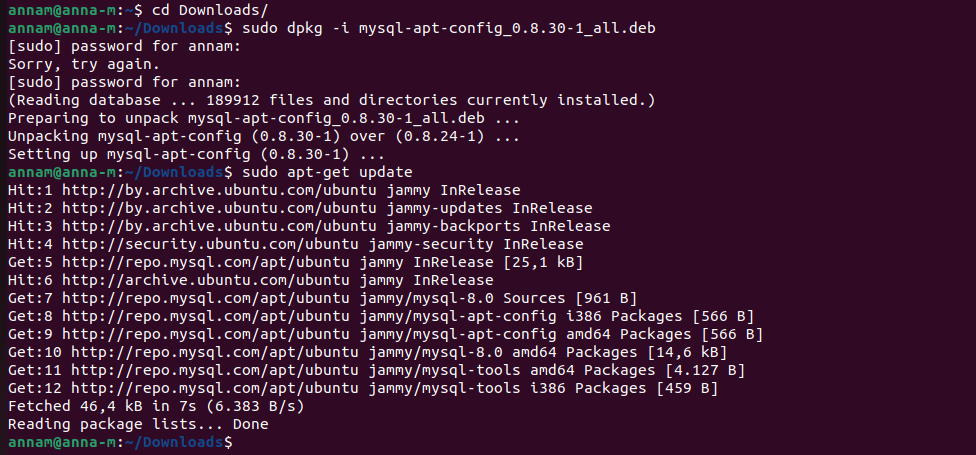 annam@anna-m:~$ cd Downloads/
annam@anna-m:~/Downloads$ sudo dpkg -i mysql-apt-config_0.8.30-1_all.deb
[sudo] password for annam:
Sorry, try again.
[sudo] password for annam:
(Reading database ... 189912 files and directories currently installed.)
Preparing to unpack mysql-apt-config_0.8.30-1_all.deb ...
Unpacking mysql-apt-config (0.8.30-1) over (0.8.24-1) ...
Setting up mysql-apt-config (0.8.30-1) ...
annam@anna-m:~/Downloads$ sudo apt-get update
Hit:1 http://by.archive.ubuntu.com/ubuntu jammy InRelease
Hit:2 http://by.archive.ubuntu.com/ubuntu jammy-updates InRelease
Hit:3 http://by.archive.ubuntu.com/ubuntu jammy-backports InRelease
Hit:4 http://security.ubuntu.com/ubuntu jammy-security InRelease
Get:5 http://repo.mysql.com/apt/ubuntu jammy InRelease [25,1 kB]
Hit:6 http://archive.ubuntu.com/ubuntu jammy InRelease
Get:7 http://repo.mysql.com/apt/ubuntu jammy/mysql-8.0 Sources [961 B]
Get:8 http://repo.mysql.com/apt/ubuntu jammy/mysql-apt-config i386 Packages [566 B]
Get:9 http://repo.mysql.com/apt/ubuntu jammy/mysql-apt-config amd64 Packages [566 B]
Get:10 http://repo.mysql.com/apt/ubuntu jammy/mysql-8.0 amd64 Packages [14,6 kB]
Get:11 http://repo.mysql.com/apt/ubuntu jammy/mysql-tools amd64 Packages [4.127 B]
Get:12 http://repo.mysql.com/apt/ubuntu jammy/mysql-tools i386 Packages [459 B]
Fetched 46,4 kB in 7s (6.383 B/s)
Reading package lists... Done
annam@anna-m:~/Downloads$